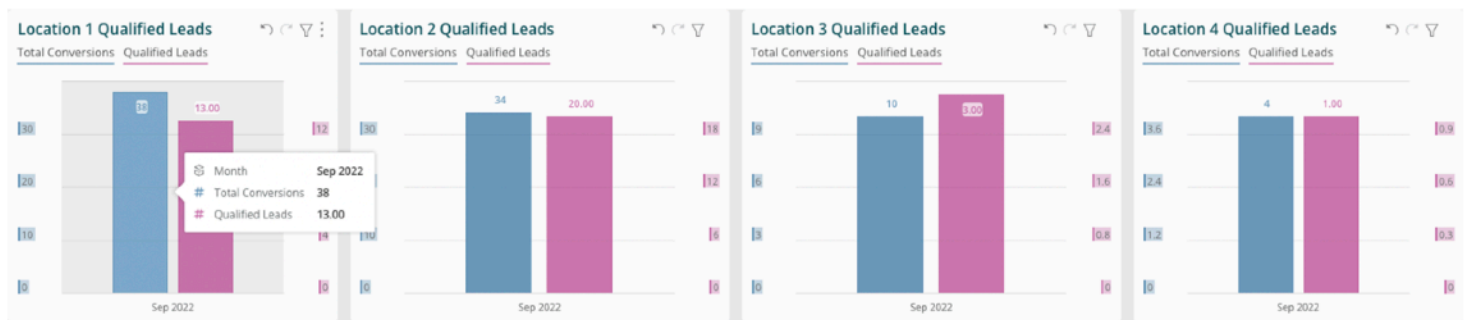 Location 1 Qualified Leads
Total Conversions Qualified Leads
38
13.00
30
20
10
0
12
4
0
Month Sep 2022
# Total Conversions 38
# Qualified Leads 13.00
Sep 2022
Location 2 Qualified Leads
Total Conversions Qualified Leads
34
20.00
30
10
0
18
12
6
0
Sep 2022
Location 3 Qualified Leads
Total Conversions Qualified Leads
10
3.00
9
6
3
0
2.4
1.6
0.8
0
Sep 2022
Location 4 Qualified Leads
Total Conversions Qualified Leads
4
1.00
3.6
2.4
1.2
0
0.9
0.6
0.3
0
Sep 2022